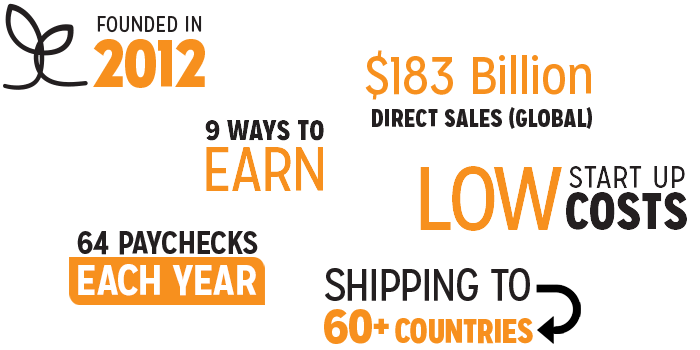 FOUNDED IN
2012
$183 Billion
DIRECT SALES (GLOBAL)
9 WAYS TO
EARN
LOW START UP
COSTS
64 PAYCHECKS
EACH YEAR
SHIPPING TO
60+ COUNTRIES